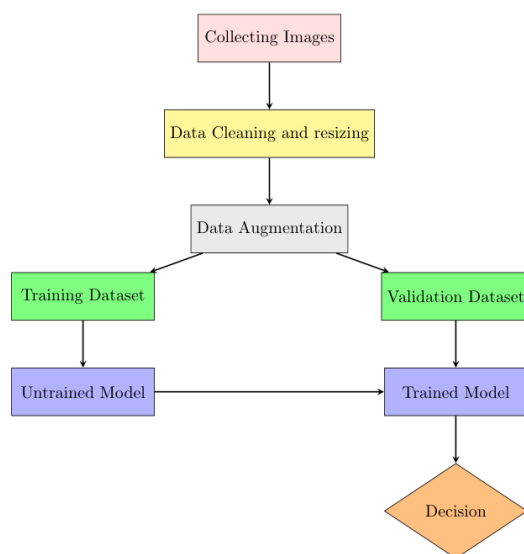 Collecting Images
Data Cleaning and resizing
Data Augmentation
Training Dataset
Validation Dataset
Untrained Model
Trained Model
Decision